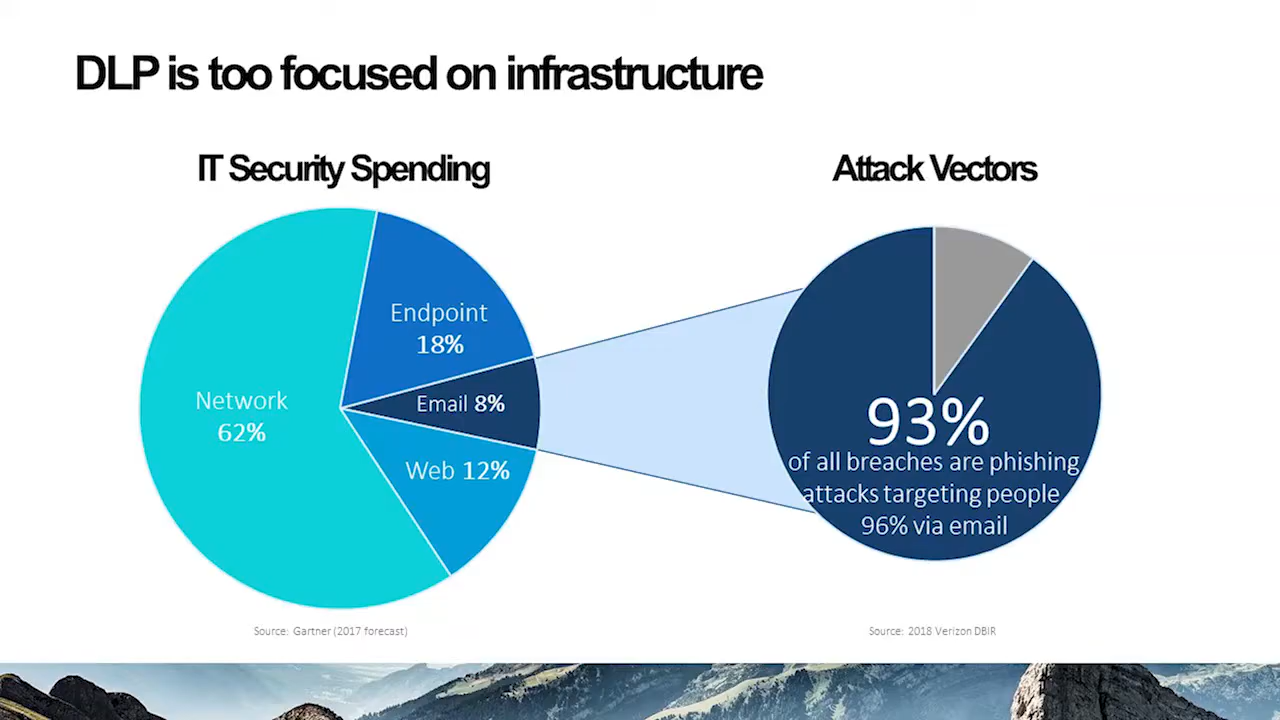 DLP is too focused on infrastructure
IT Security Spending
Endpoint
18%
Network
62%
Email 8%
Web 12%
Source: Gartner (2017 forecast)
Attack Vectors
93%
of all breaches are phishing
attacks targeting people
96% via email
Source: 2018 Verizon DBIR